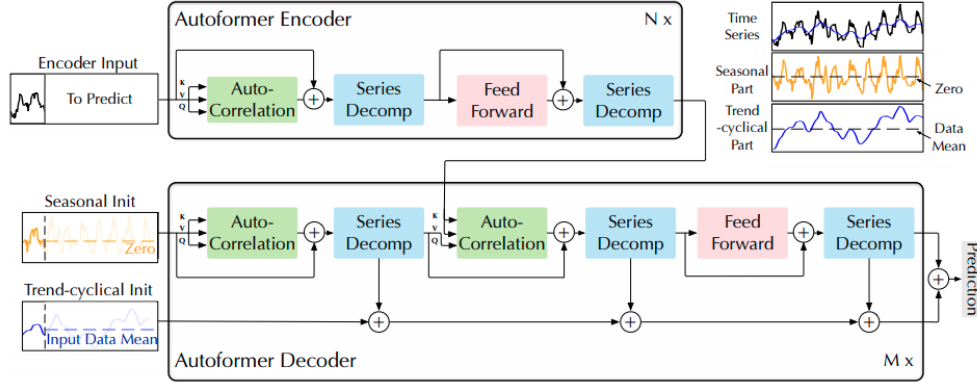 Autoformer Encoder
N x
Encoder Input
To Predict
K
V
Q
Auto-
Correlation
+
Series
Decomp
Feed
Forward
+
Series
Decomp
Time
Series
Seasonal
Part
Zero
Trend
-cyclical
Part
Data
Mean
Seasonal Init
Zero
K
V
Q
Auto-
Correlation
+
Series
Decomp
K
V
Q
Auto-
Correlation
+
Series
Decomp
Feed
Forward
+
Series
Decomp
Trend-cyclical Init
Input Data Mean
+
+
+
+
Prediction
Autoformer Decoder
M x